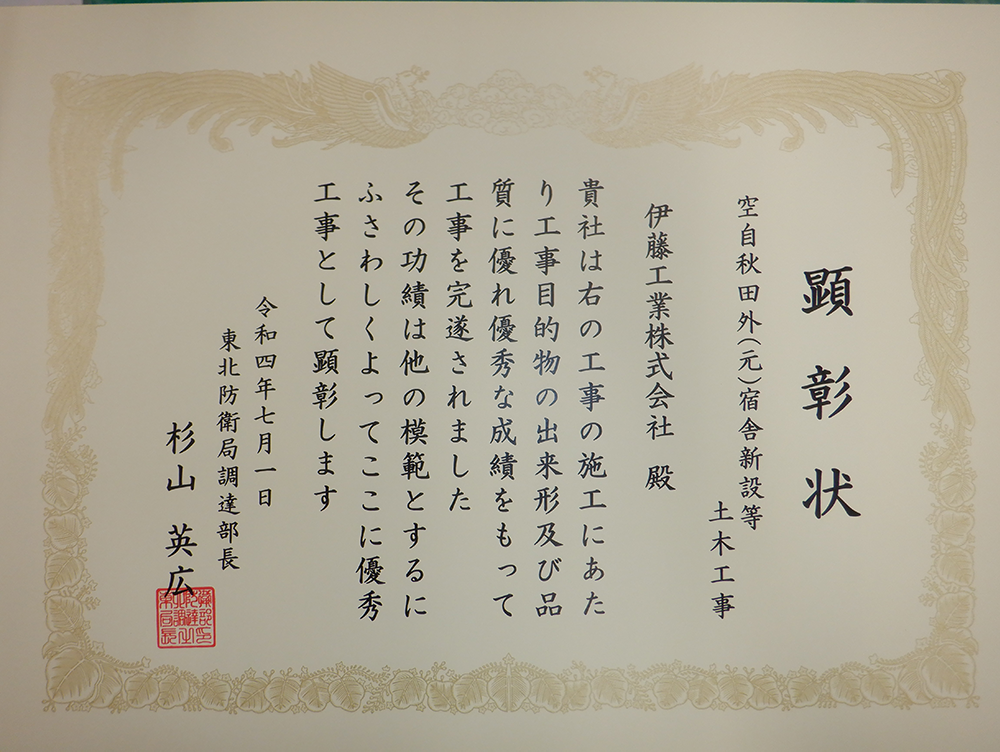 顕彰状
空自秋田外(元)宿舎新設等
土木工事
伊藤工業株式会社 殿
貴社は右の工事の施工にあた
り工事目的物の出来形及び品
質に優れ優秀な成績をもって
工事を完遂されました
その功績は他の模範とするに
ふさわしくよってここに優秀
工事として顕彰します
令和四年七月一日
東北防衛局調達部長
杉山 英広